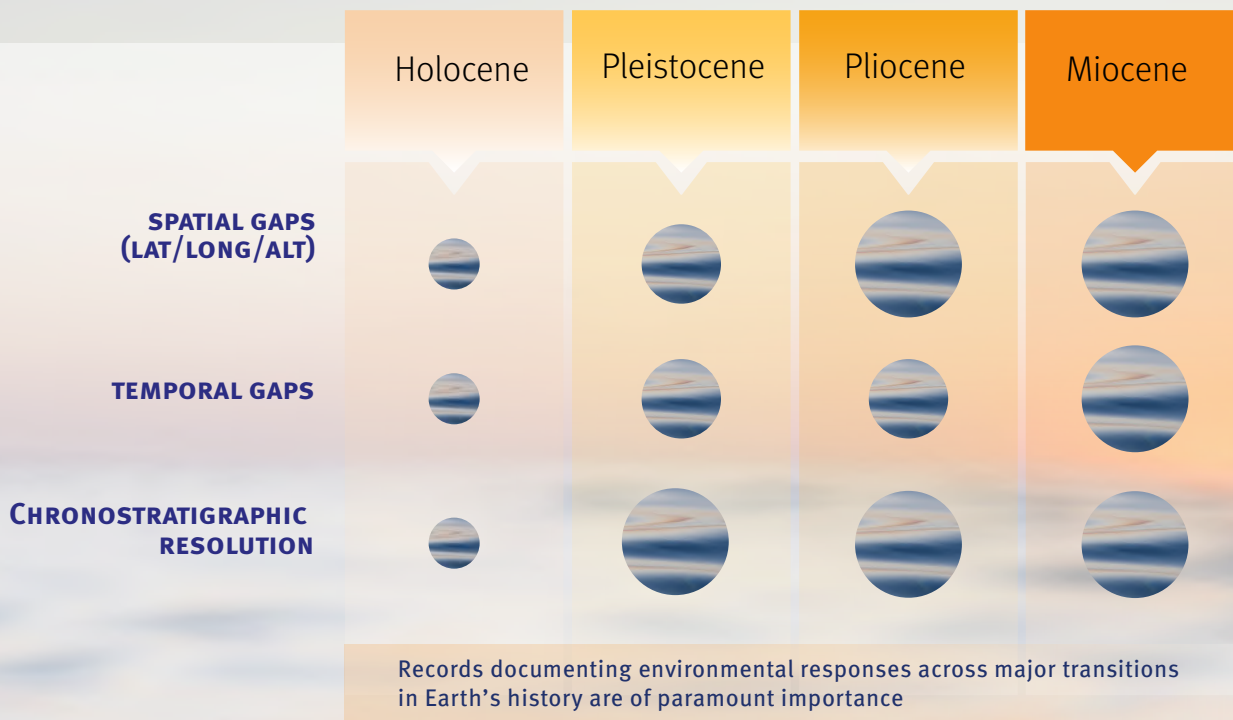 Holocene
Pleistocene
Pliocene
Miocene
SPATIAL GAPS
(LAT/LONG/ALT)
TEMPORAL GAPS
CHRONOSTRATIGRAPHIC
RESOLUTION
Records documenting environmental responses across major transitions
in Earth's history are of paramount importance